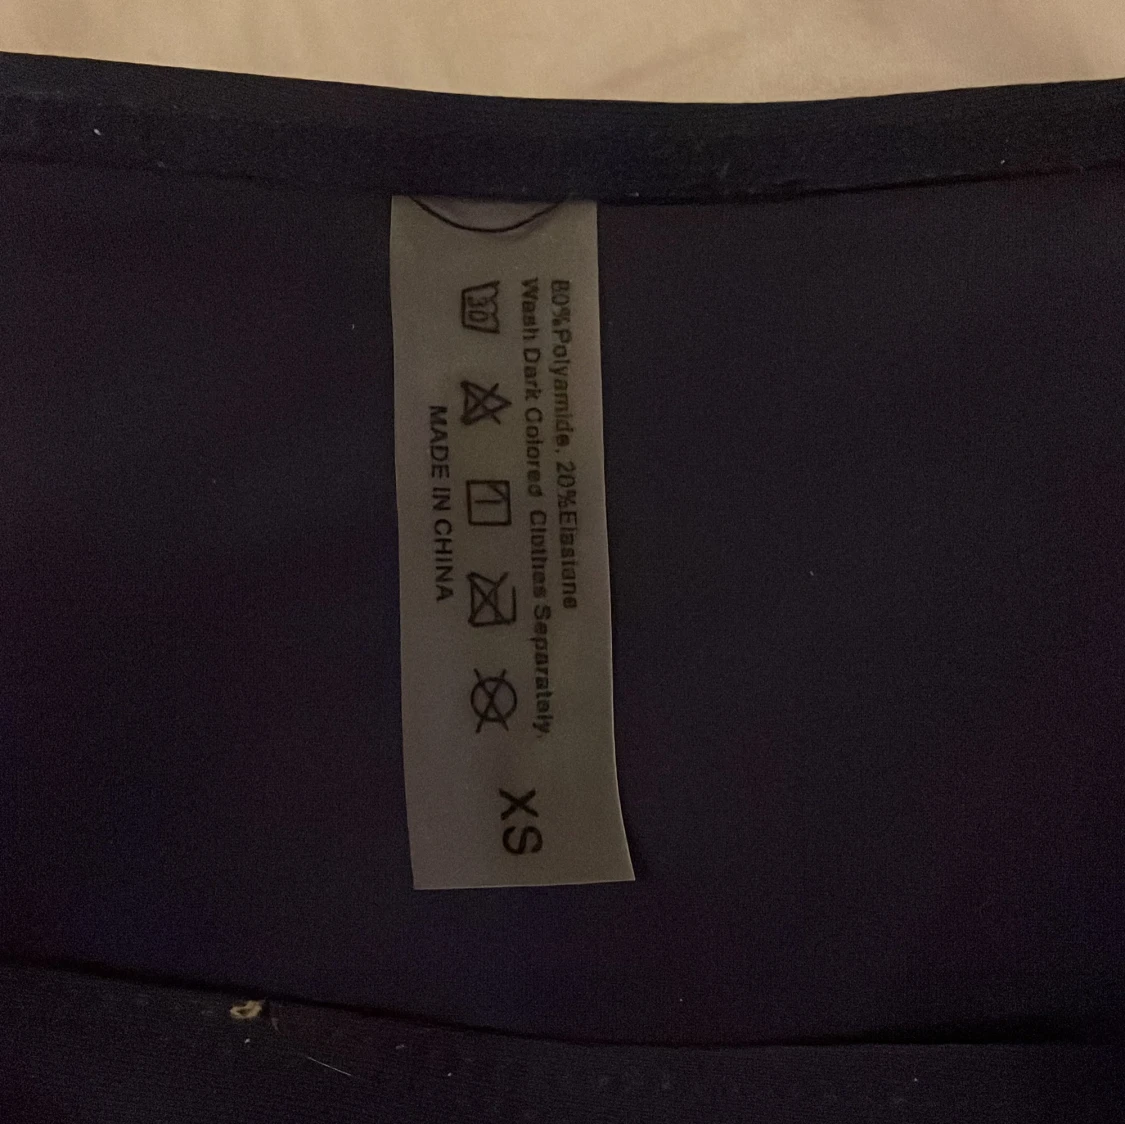 80%Polyamide, 20%Elastane
Wash Dark Colored Clothes Separately.
30
MADE IN CHINA
XS